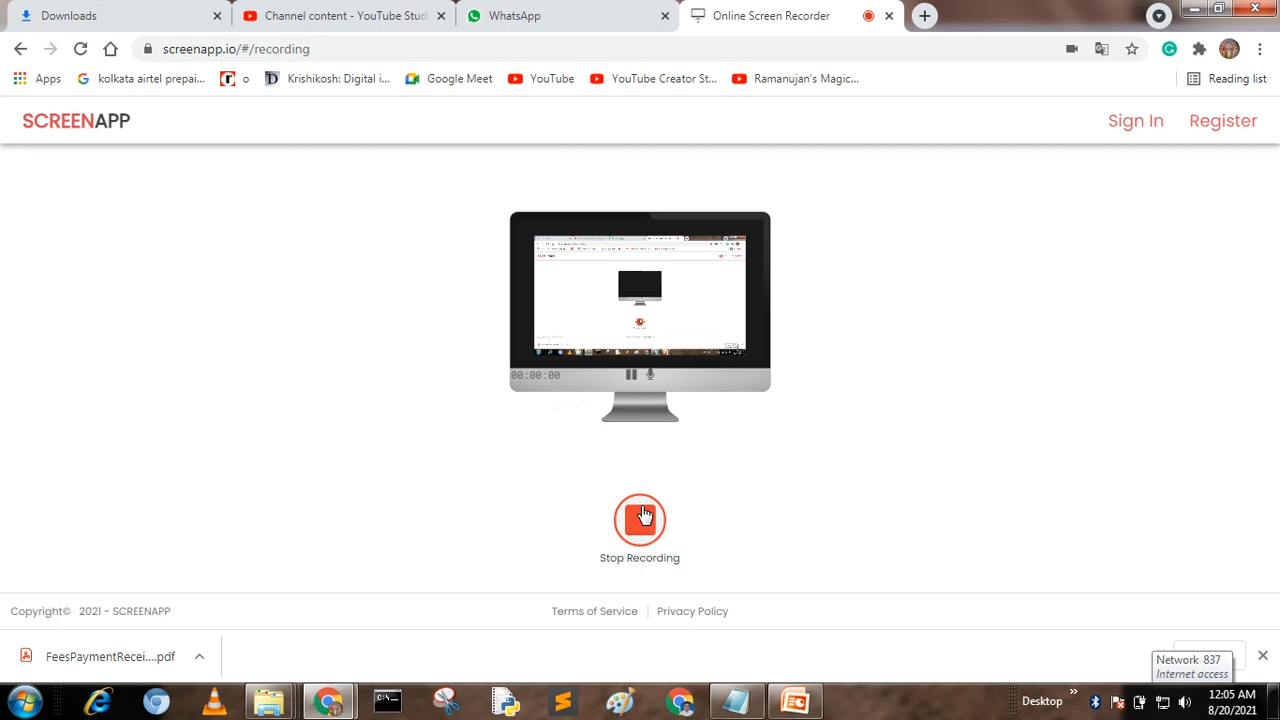 Downloads
Channel content - YouTube Stud
WhatsApp
Online Screen Recorder
screenapp.io/#/recording
Apps
kolkata airtel prepai...
o
Krishikosh: Digital i...
Google Meet
YouTube
YouTube Creator St...
Ramanujan's Magic...
Reading list
SCREENAPP
Sign In
Register
00:00:00
Stop Recording
Copyright© 2021 - SCREENAPP
Terms of Service
Privacy Policy
FeesPaymentRecei....pdf
Network 837
Internet access
Desktop
12:05 AM
8/20/2021